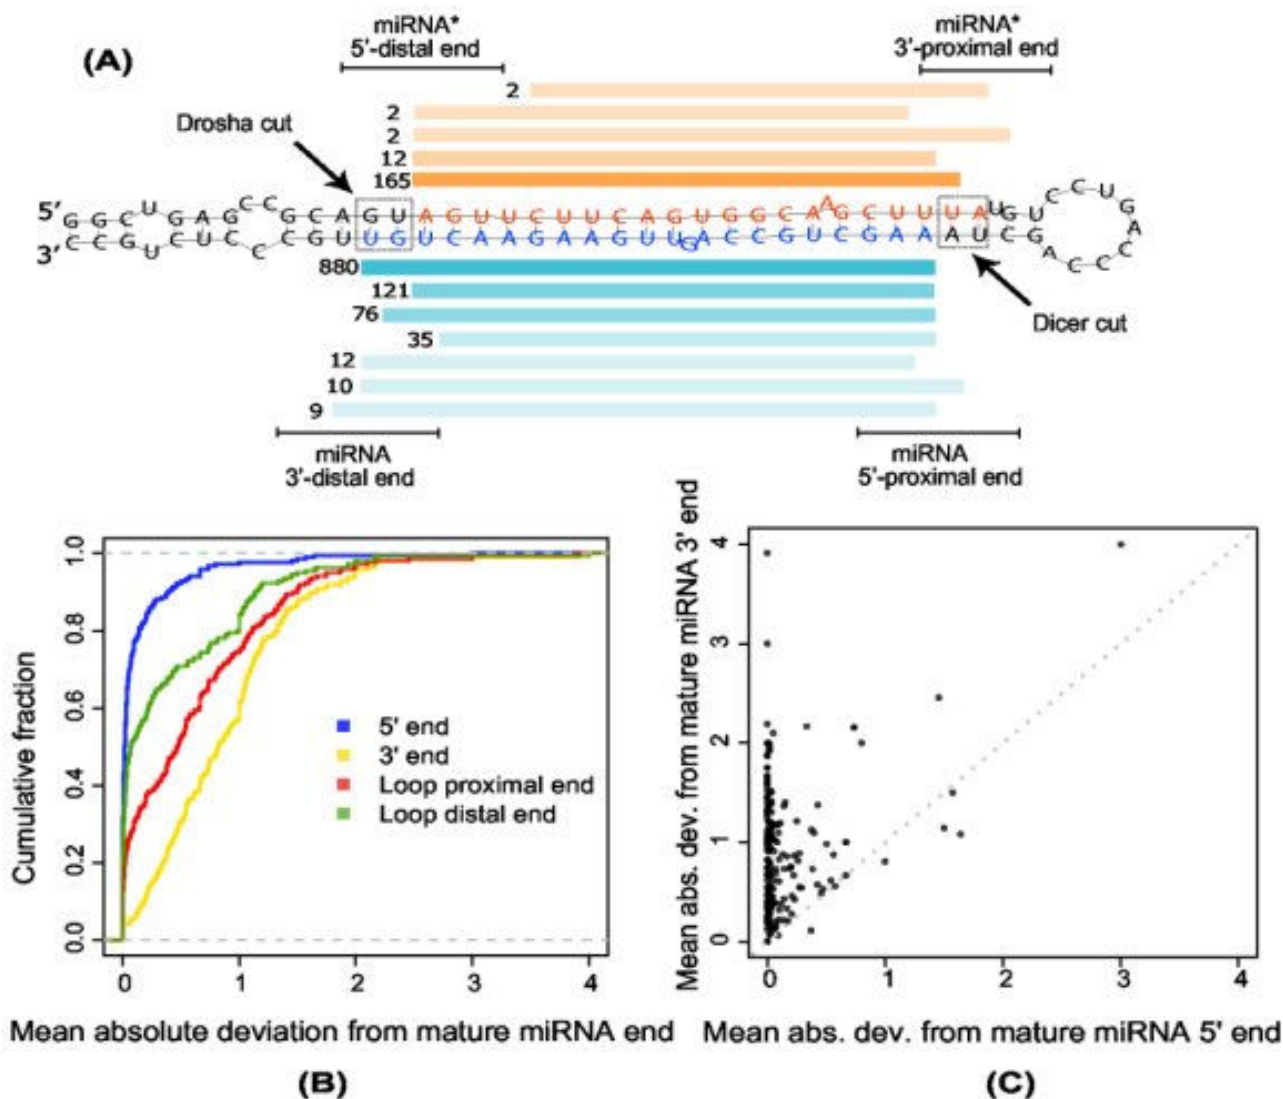 (A)
miRNA*
5'-distal end
miRNA*
3'-proximal end
2
2
2
12
165
Drosha cut
5' G G C U G A G C C G C A G U A G U U C U U C A G U G G C A A G C U U U A U G U C C U G
3' C C G U C U C C C G U U G U C A A G A A G U U G A C C G U C G A A A U C G A C C C A
880
121
76
35
12
10
9
Dicer cut
miRNA
3'-distal end
miRNA
5'-proximal end
Cumulative fraction
1.0
0.8
0.6
0.4
0.2
0.0
5' end
3' end
Loop proximal end
Loop distal end
0 1 2 3 4
Mean absolute deviation from mature miRNA end
(B)
Mean abs. dev. from mature miRNA 3' end
4
3
2
1
0
0 1 2 3 4
Mean abs. dev. from mature miRNA 5' end
(C)